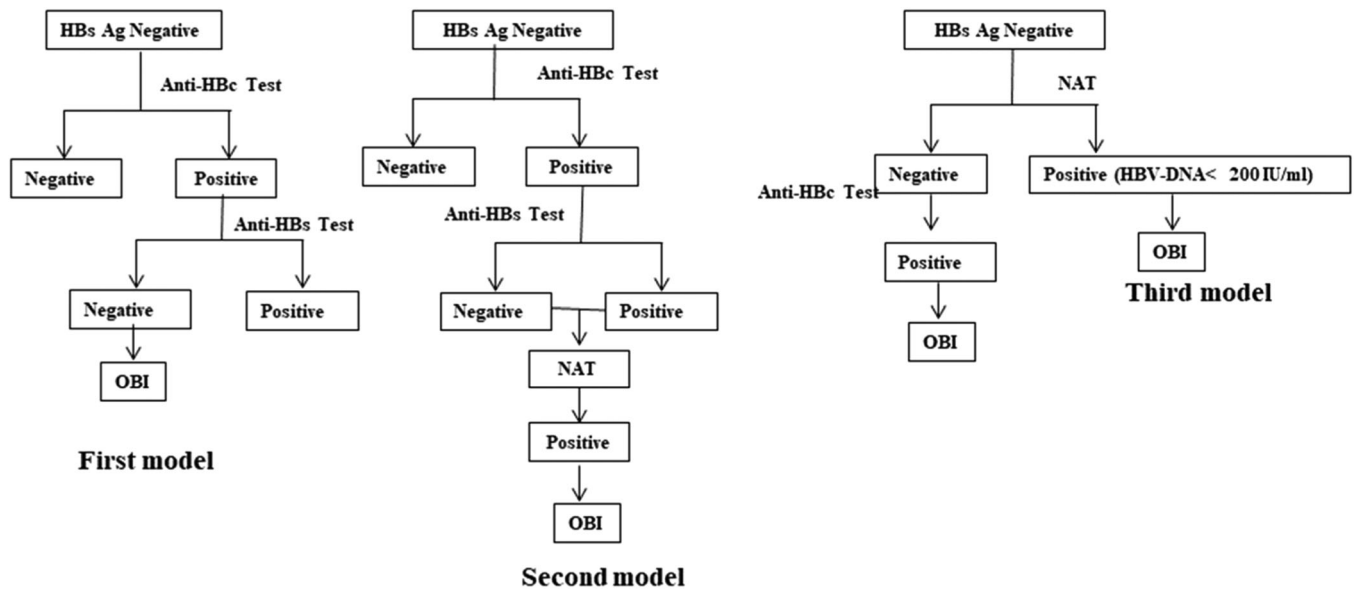 HBs Ag Negative
Anti-HBc Test
Negative
Positive
Anti-HBs Test
Negative
Positive
OBI
First model
HBs Ag Negative
Anti-HBc Test
Negative
Positive
Anti-HBs Test
Negative
Positive
NAT
Positive
OBI
Second model
HBs Ag Negative
NAT
Negative
Positive (HBV-DNA< 200 IU/ml)
Anti-HBc Test
Positive
OBI
OBI
Third model